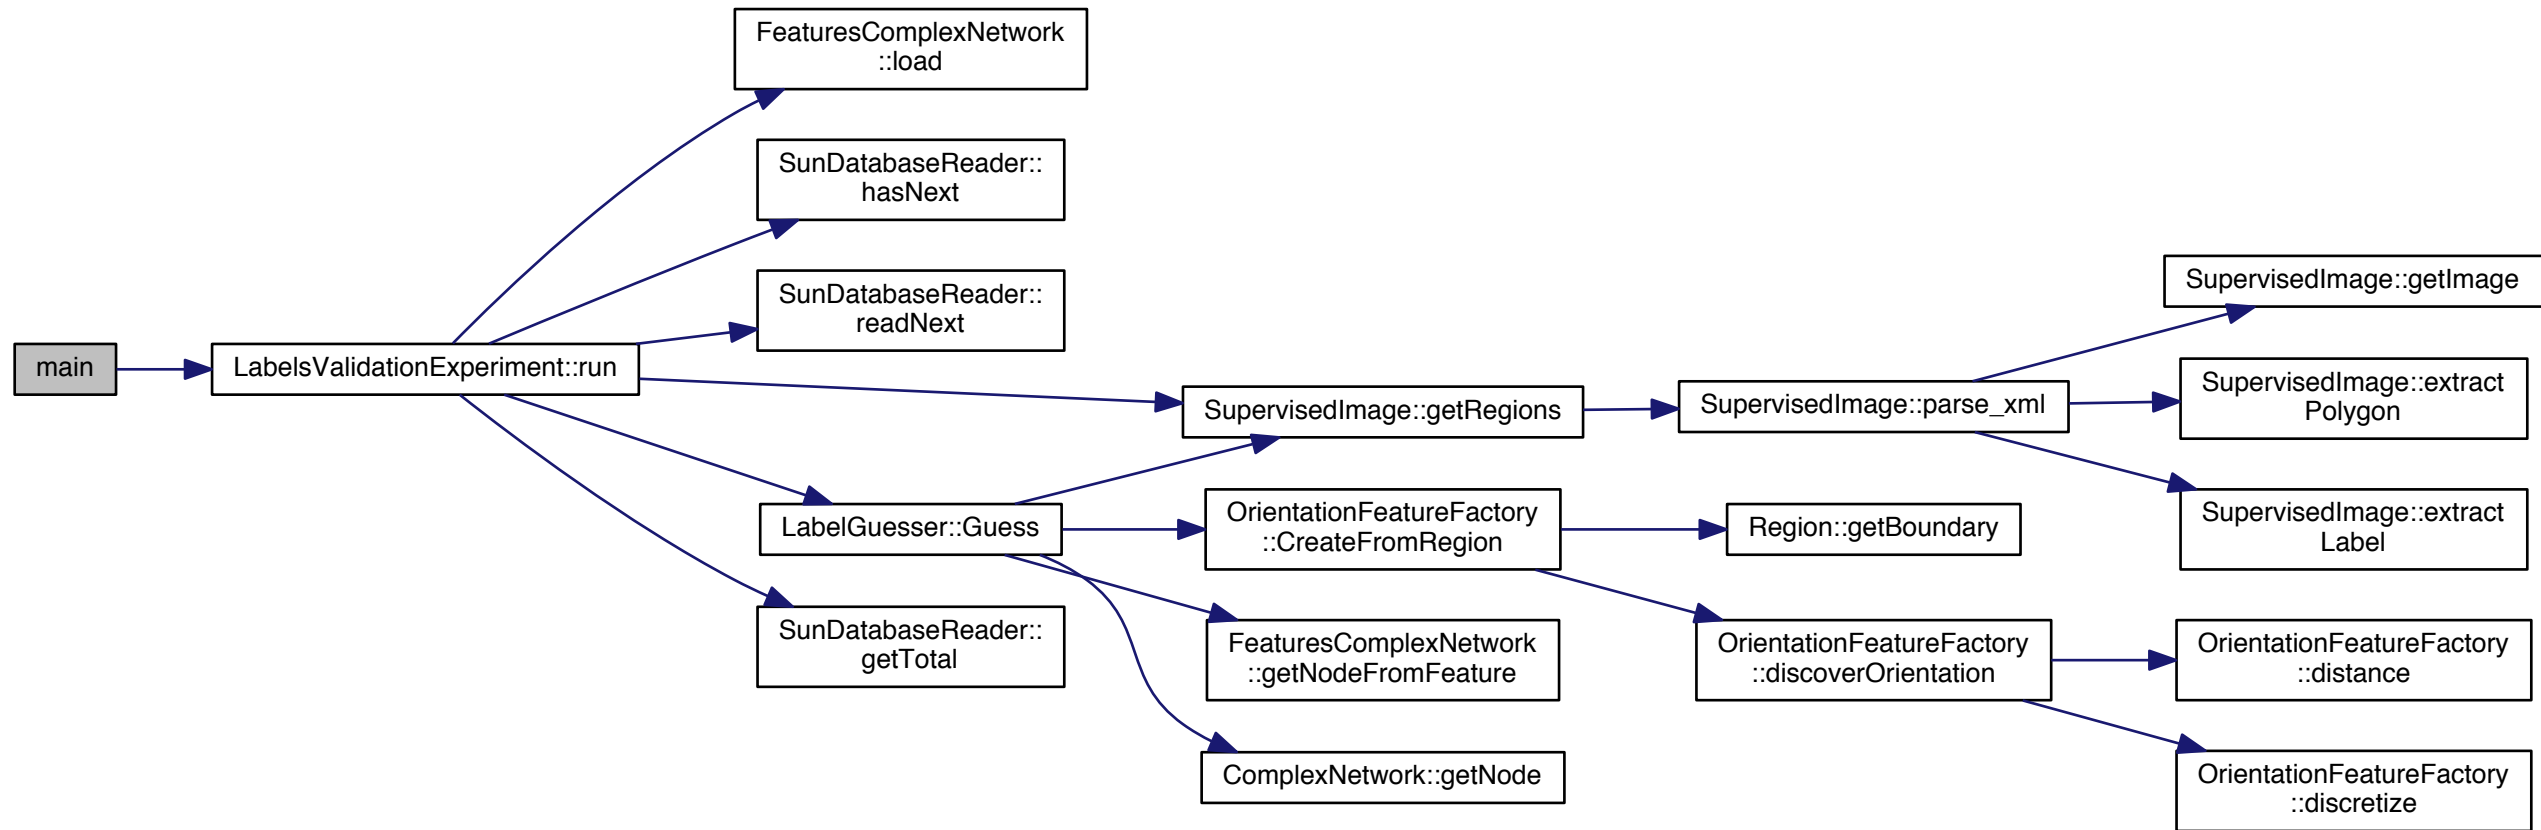 main
LabelsValidationExperiment::run
FeaturesComplexNetwork
::load
SunDatabaseReader::
hasNext
SunDatabaseReader::
readNext
LabelGuesser::Guess
SunDatabaseReader::
getTotal
SupervisedImage::getRegions
OrientationFeatureFactory
::CreateFromRegion
FeaturesComplexNetwork
::getNodeFromFeature
ComplexNetwork::getNode
SupervisedImage::parse_xml
Region::getBoundary
OrientationFeatureFactory
::discoverOrientation
SupervisedImage::getImage
SupervisedImage::extract
Polygon
SupervisedImage::extract
Label
OrientationFeatureFactory
::distance
OrientationFeatureFactory
::discretize